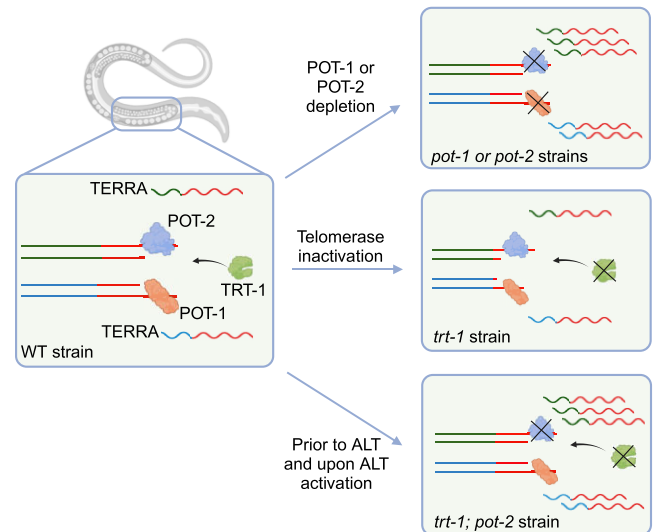 POT-1 or
POT-2
depletion
pot-1 or pot-2 strains
TERRA
POT-2
TRT-1
POT-1
TERRA
WT strain
Telomerase
inactivation
trt-1 strain
Prior to ALT
and upon ALT
activation
trt-1; pot-2 strain